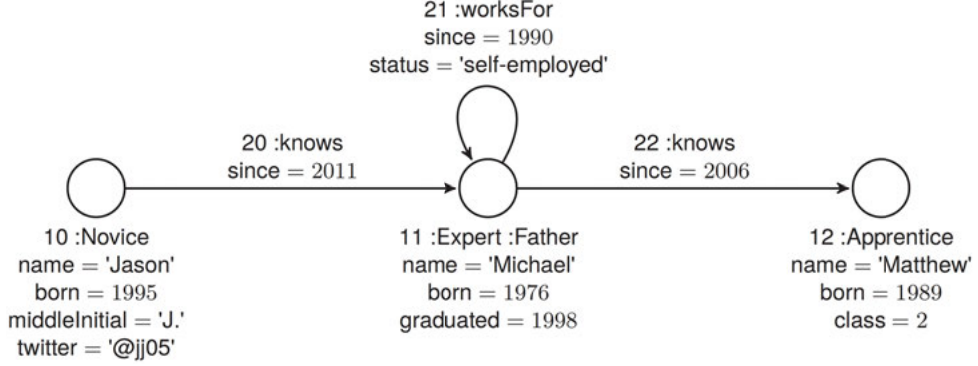 21 :worksFor
since = 1990
status = 'self-employed'
20 :knows
since = 2011
22 :knows
since = 2006
10 :Novice
name = 'Jason'
born = 1995
middleInitial = 'J.'
twitter = '@jj05'
11 :Expert :Father
name = 'Michael'
born = 1976
graduated = 1998
12 :Apprentice
name = 'Matthew'
born = 1989
class = 2